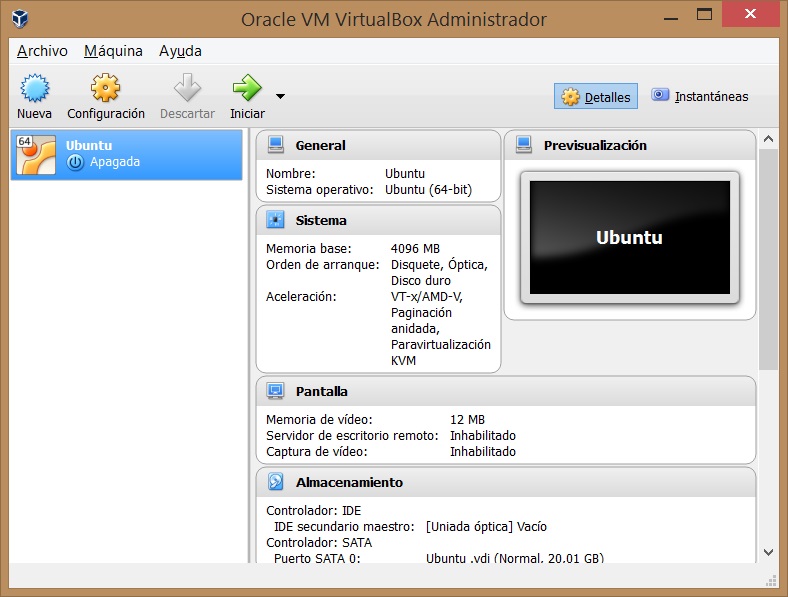 Oracle VM VirtualBox Administrador
Archivo Máquina Ayuda
Nueva Configuración Descartar Iniciar Detalles Instantáneas
64
Ubuntu
Apagada
General
Nombre: Ubuntu
Sistema operativo: Ubuntu (64-bit)
Previsualización
Ubuntu
Sistema
Memoria base: 4096 MB
Orden de arranque: Disquete, Óptica,
Disco duro
Aceleración: VT-x/AMD-V,
Paginación
anidada,
Paravirtualización
KVM
Pantalla
Memoria de vídeo: 12 MB
Servidor de escritorio remoto: Inhabilitado
Captura de vídeo: Inhabilitado
Almacenamiento
Controlador: IDE
IDE secundario maestro: [Uniada óptica] Vacío
Controlador: SATA
Puerto SATA 0: Ubuntu .vdi (Normal, 20,01 GB)